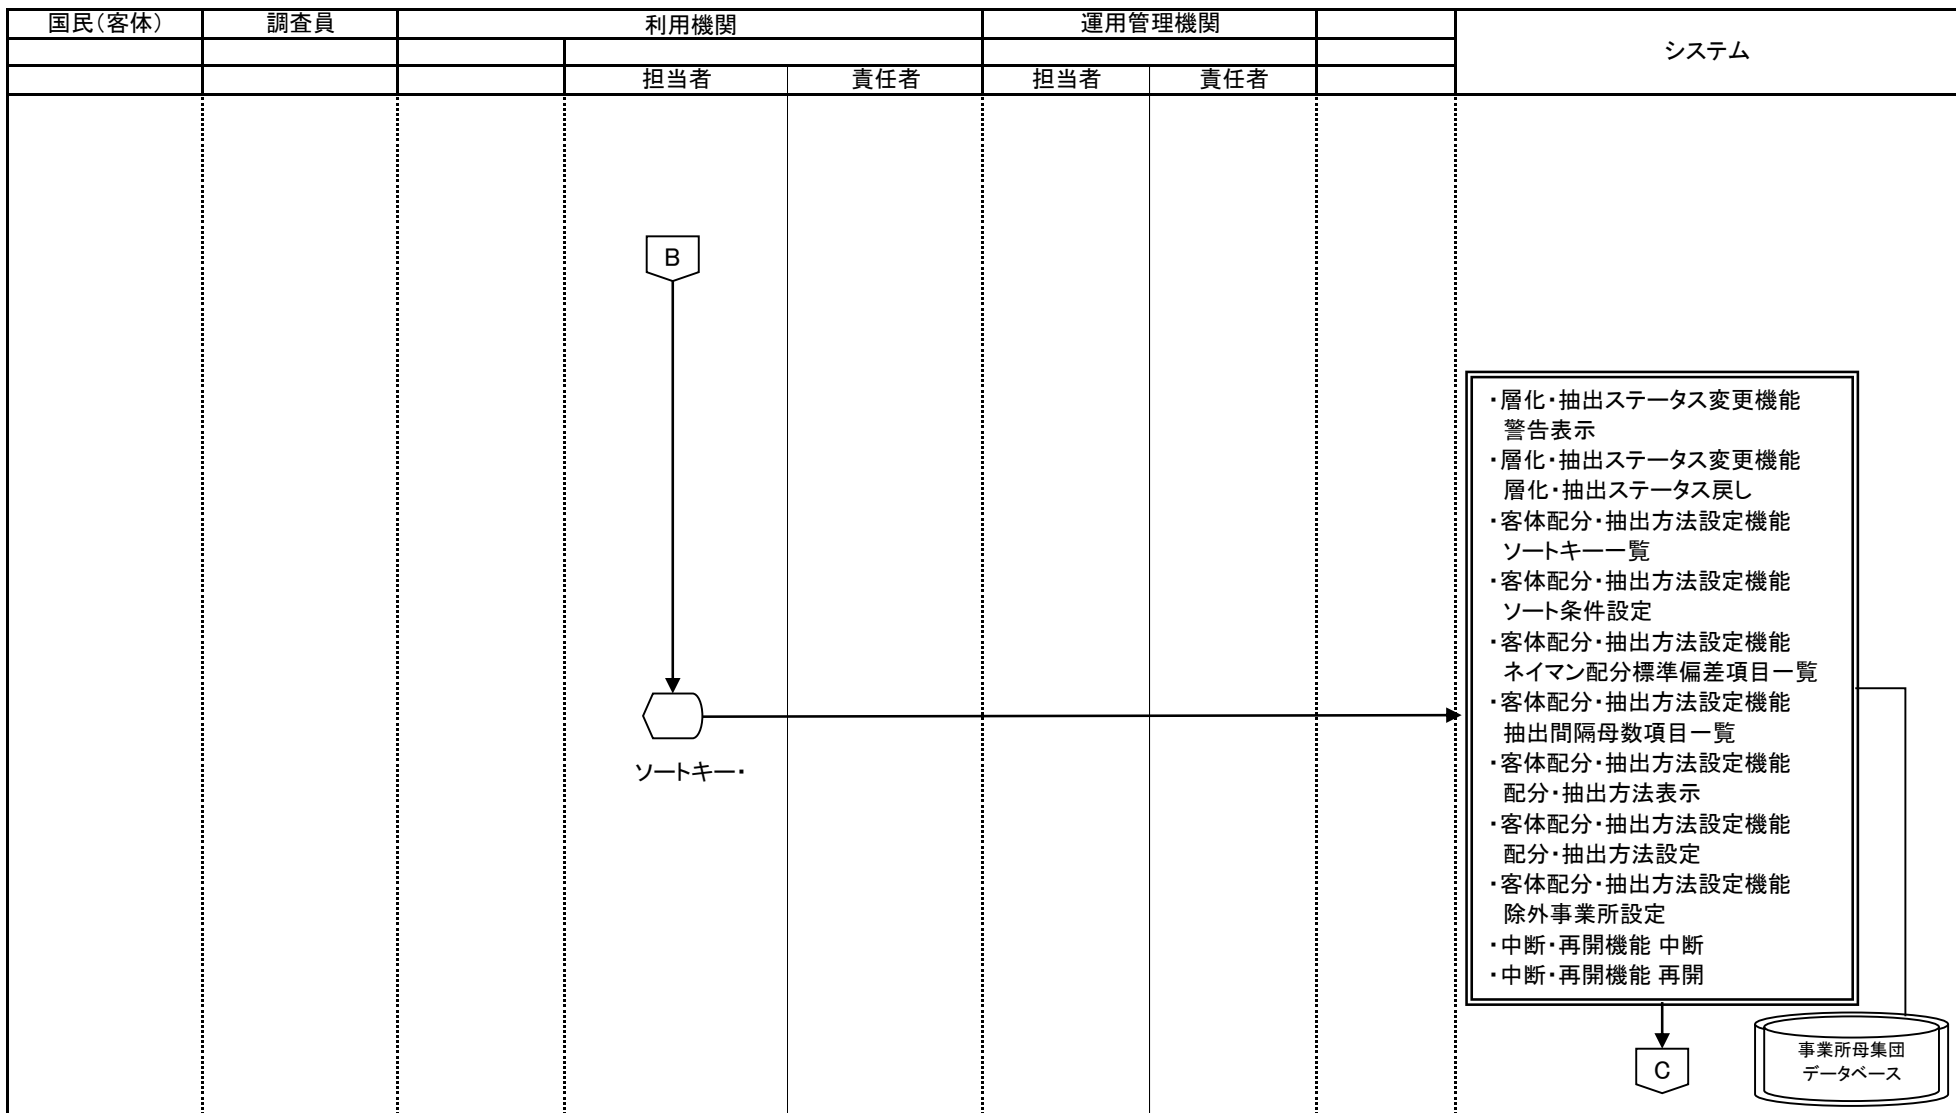 国民(客体)
調査員
利用機関
運用管理機関
システム
担当者
責任者
担当者
責任者
B
・層化・抽出ステータス変更機能
警告表示
・層化・抽出ステータス変更機能
層化・抽出ステータス戻し
・客体配分・抽出方法設定機能
ソートキー一覧
・客体配分・抽出方法設定機能
ソート条件設定
・客体配分・抽出方法設定機能
ネイマン配分標準偏差項目一覧
・客体配分・抽出方法設定機能
抽出間隔母数項目一覧
・客体配分・抽出方法設定機能
配分・抽出方法表示
・客体配分・抽出方法設定機能
配分・抽出方法設定
・客体配分・抽出方法設定機能
除外事業所設定
・中断・再開機能 中断
・中断・再開機能 再開
ソートキー・
C
事業所母集団
データベース